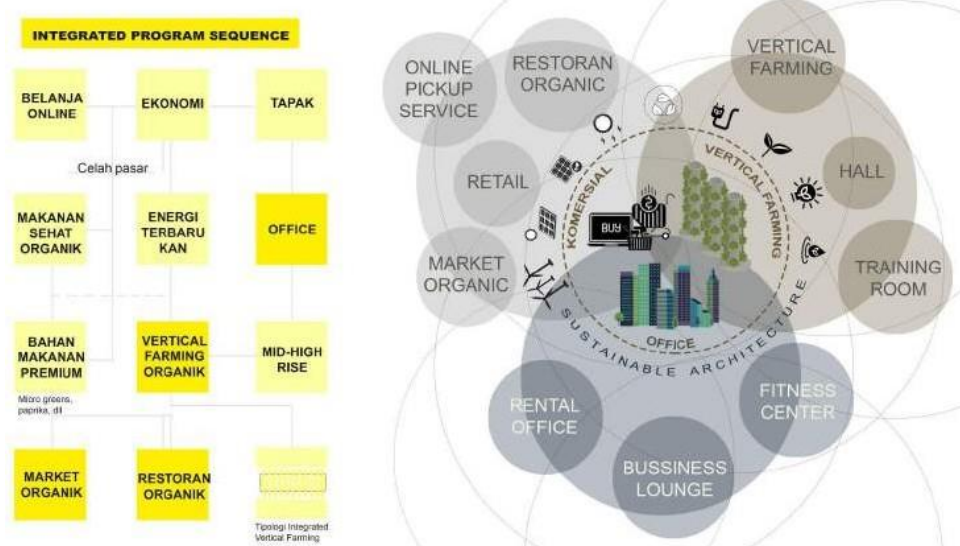 INTEGRATED PROGRAM SEQUENCE
BELANJA
ONLINE
EKONOMI
TAPAK
Celah pasar
MAKANAN
SEHAT
ORGANIK
ENERGI
TERBARU
KAN
OFFICE
BAHAN
MAKANAN
PREMIUM
VERTICAL
FARMING
ORGANIK
MID-HIGH
RISE
Micro greens,
paprika, dll
MARKET
ORGANIK
RESTORAN
ORGANIK
Tipologi Integrated
Vertical Farming
ONLINE
PICKUP
SERVICE
RESTORAN
ORGANIC
VERTICAL
FARMING
RETAIL
HALL
MARKET
ORGANIC
TRAINING
ROOM
KOMERSIAL
VERTICAL FARMING
BUY
OFFICE
SUSTAINABLE ARCHITECTURE
RENTAL
OFFICE
FITNESS
CENTER
BUSSINESS
LOUNGE